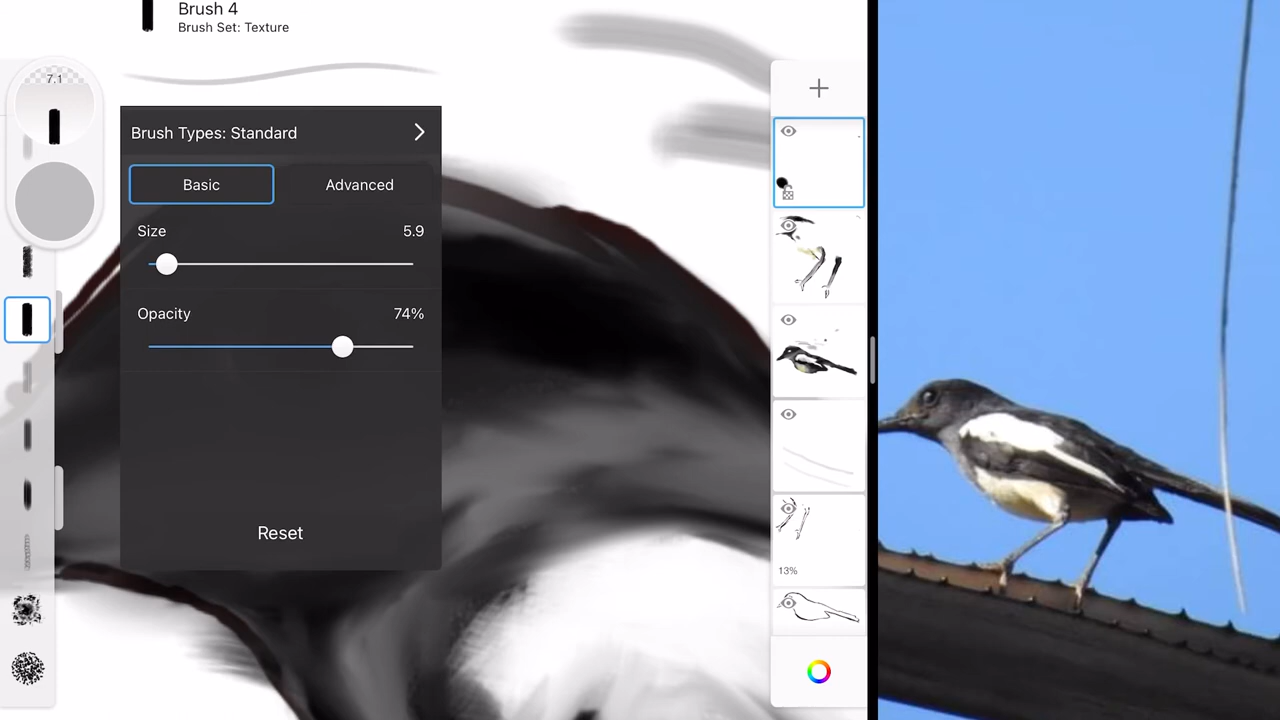 Brush 4
Brush Set: Texture
7.1
Brush Types: Standard
Basic
Advanced
Size
5.9
Opacity
74%
Reset
13%